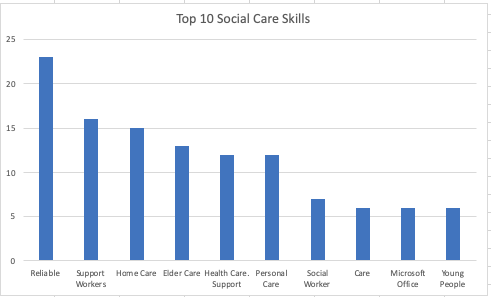 Top 10 Social Care Skills
25
20
15
10
5
0
Reliable
Support
Workers
Home Care
Elder Care
Health Care.
Support
Personal
Care
Social
Worker
Care
Microsoft
Office
Young
People